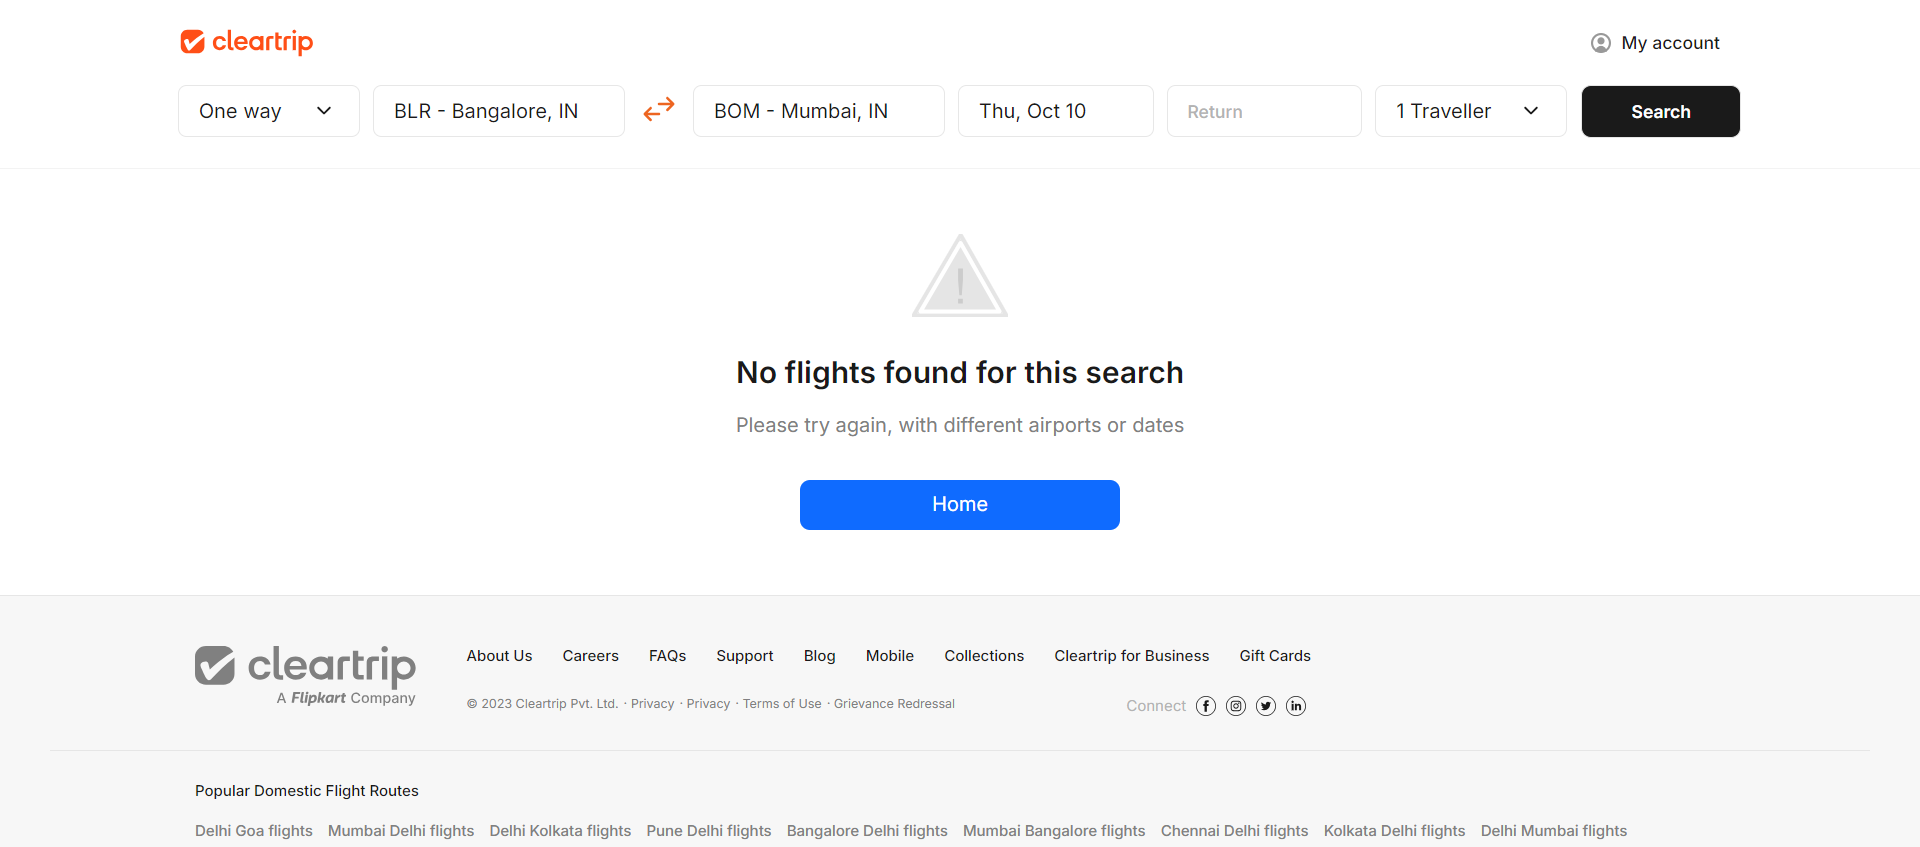 cleartrip
My account
One way
BLR - Bangalore, IN
BOM - Mumbai, IN
Thu, Oct 10
Return
1 Traveller
Search
No flights found for this search
Please try again, with different airports or dates
Home
cleartrip
A Flipkart Company
About Us Careers FAQs Support Blog Mobile Collections Cleartrip for Business Gift Cards
© 2023 Cleartrip Pvt. Ltd. · Privacy · Privacy · Terms of Use · Grievance Redressal
Connect
Popular Domestic Flight Routes
Delhi Goa flights Mumbai Delhi flights Delhi Kolkata flights Pune Delhi flights Bangalore Delhi flights Mumbai Bangalore flights Chennai Delhi flights Kolkata Delhi flights Delhi Mumbai flights